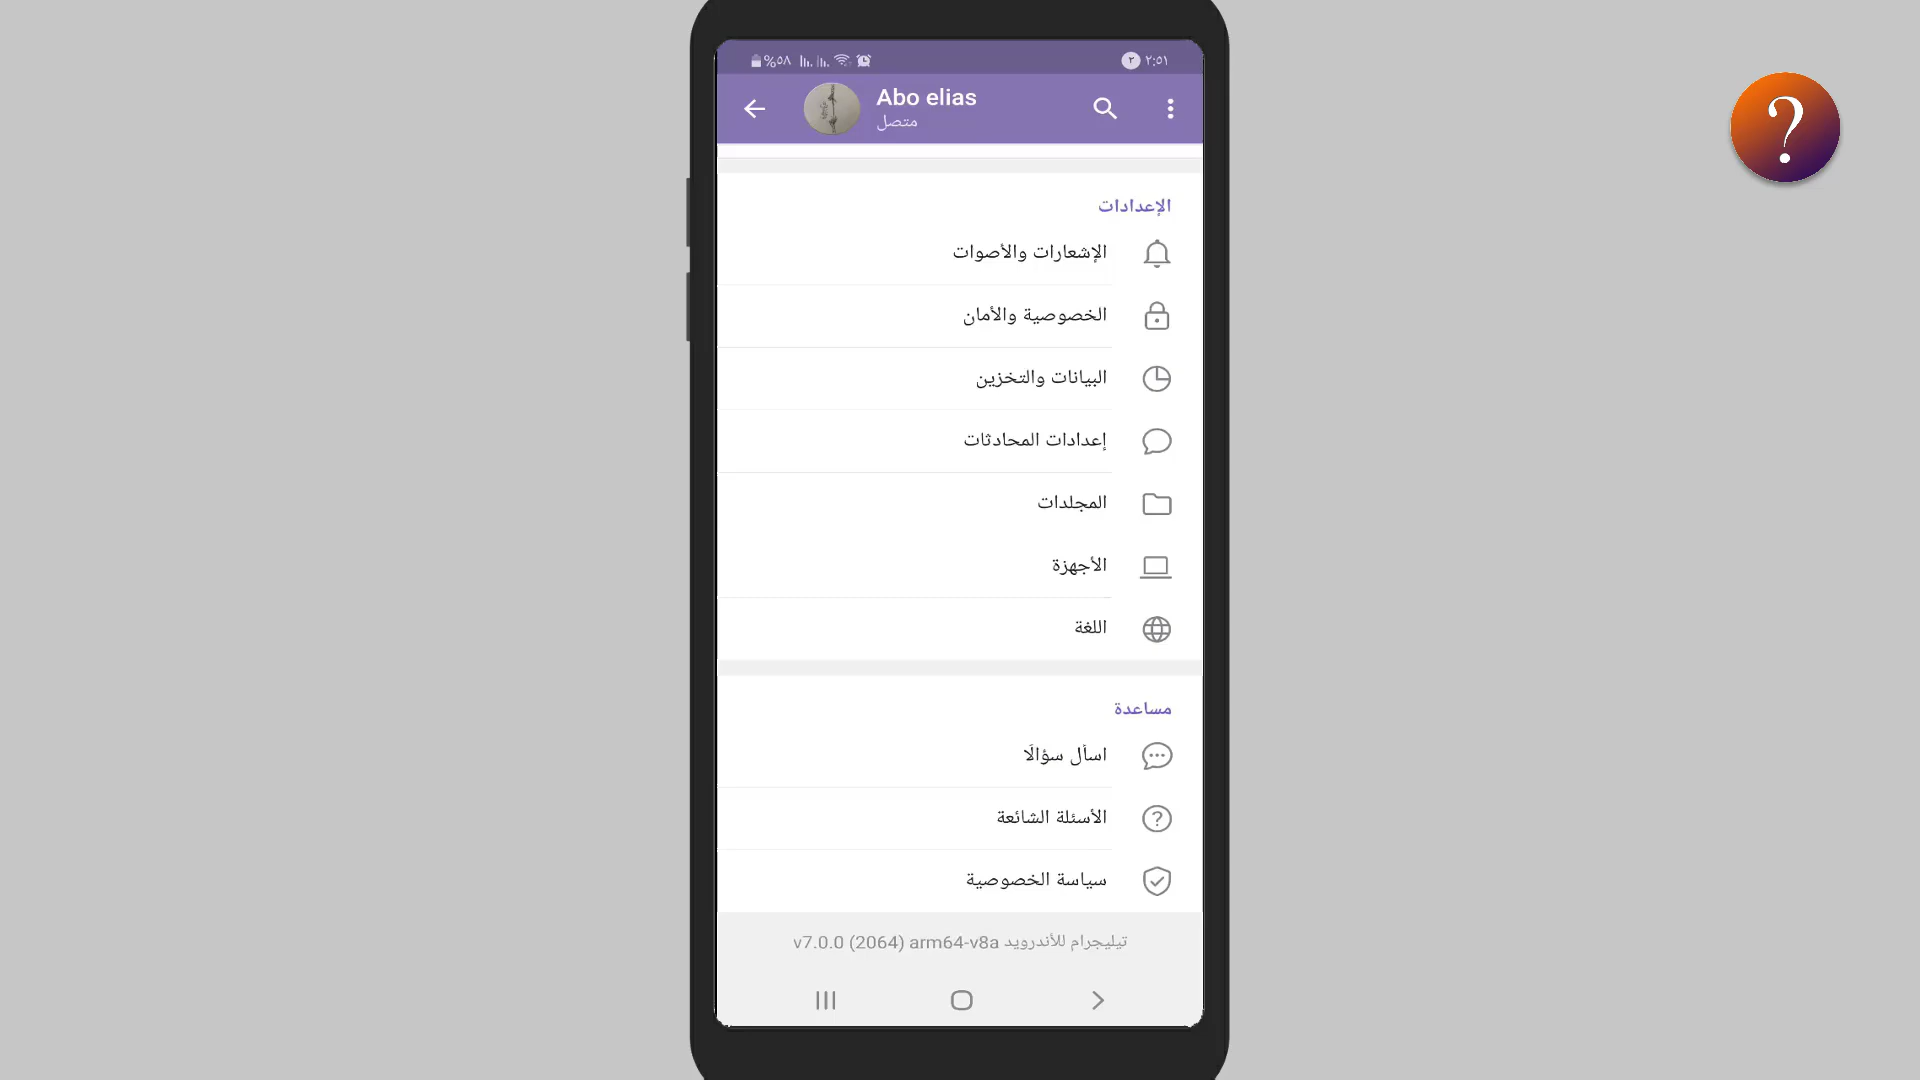 %٥٨
٣ ٢:٥١
Abo elias
متصل
الإعدادات
الإشعارات والأصوات
الخصوصية والأمان
البيانات والتخزين
إعدادات المحادثات
المجلدات
الأجهزة
اللغة
مساعدة
اسأل سؤالًا
الأسئلة الشائعة
سياسة الخصوصية
تيليجرام للأندرويد v7.0.0 (2064) arm64-v8a
?